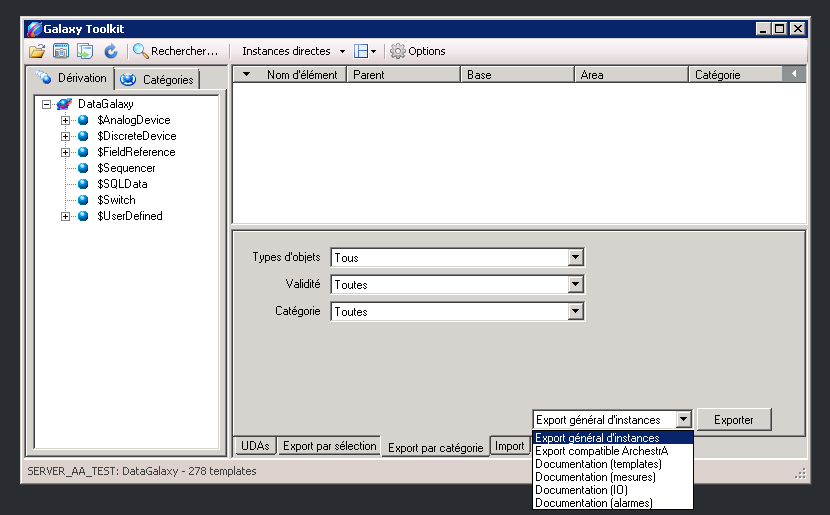 Galaxy Toolkit
Rechercher... Instances directes Options
Dérivation Catégories
Nom d'élément Parent Base Area Catégorie
DataGalaxy
$AnalogDevice
$DiscreteDevice
$FieldReference
$Sequencer
$SQLData
$Switch
$UserDefined
Types d'objets Tous
Validité Toutes
Catégorie Toutes
Export général d'instances Exporter
Export général d'instances
Export compatible ArchestrA
Documentation (templates)
Documentation (mesures)
Documentation (IO)
Documentation (alarmes)
UDAs Export par sélection Export par catégorie Import
SERVER_AA_TEST: DataGalaxy - 278 templates